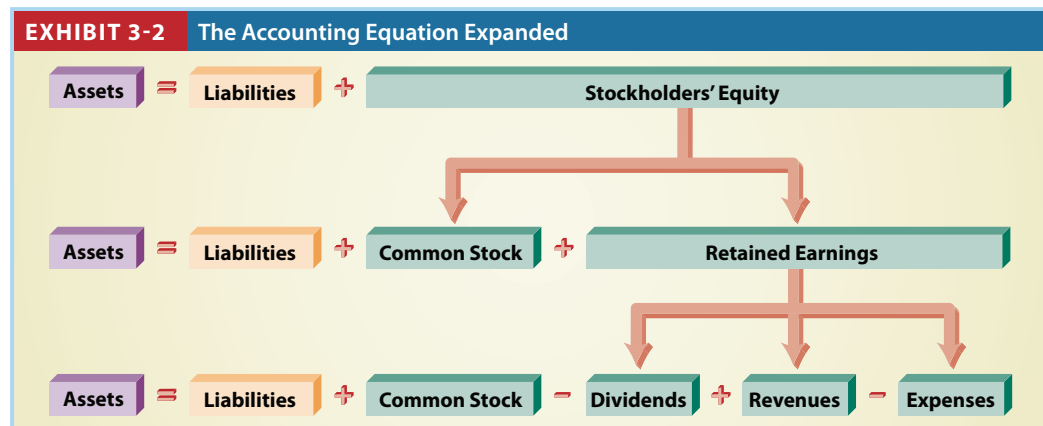 EXHIBIT 3-2 The Accounting Equation Expanded
Assets = Liabilities + Stockholders' Equity
Assets = Liabilities + Common Stock + Retained Earnings
Assets = Liabilities + Common Stock - Dividends + Revenues - Expenses